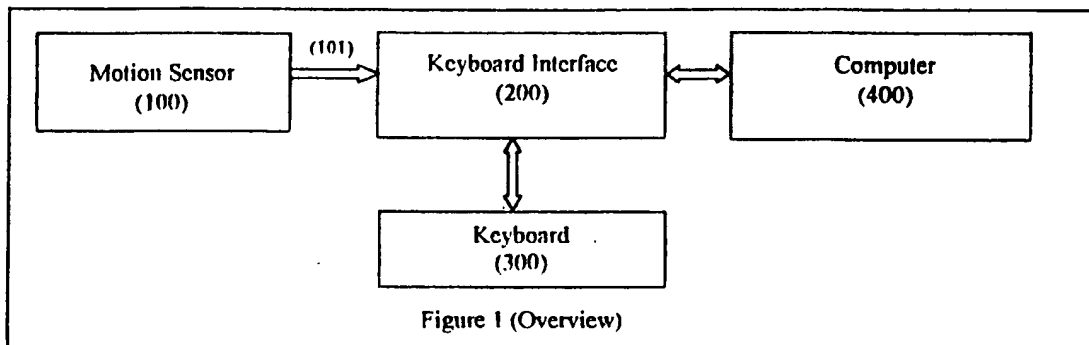 (101)
Motion Sensor
(100)
Keyboard Interface
(200)
Computer
(400)
Keyboard
(300)
Figure 1 (Overview)